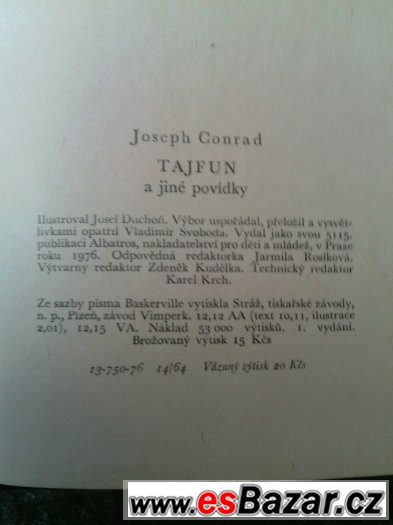 Joseph Conrad
TAJFUN
a jiné povídky
Ilustroval Josef Duchoň. Výbor uspořádal, přeložil a vysvět-
livkami opatřil Vladimír Svoboda. Vydal jako svou 5115.
publikaci Albatros, nakladatelství pro děti a mládež, v Praze
roku 1976. Odpovědná redaktorka Jarmila Rosíková.
Výtvarný redaktor Zdeněk Kudělka. Technický redaktor
Karel Krch.
Ze sazby písma Baskerville vytiskla Stráž, tiskařské závody,
n. p., Plzeň, závod Vimperk. 12,12 AA (text 10,11, ilustrace
2,01), 12,15 VA. Náklad 53 000 výtisků. 1. vydání.
Brožovaný výtisk 15 Kčs
13-750-76 14/64 Vázaný výtisk 20 Kčs
www.esBazar.cz